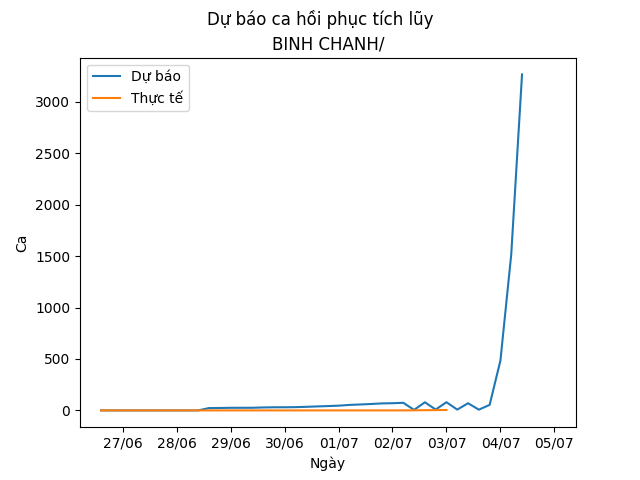 Dự báo ca hồi phục tích lũy
BINH CHANH/
Dự báo
Thực tế
Ca
3000
2500
2000
1500
1000
500
0
27/06 28/06 29/06 30/06 01/07 02/07 03/07 04/07 05/07
Ngày